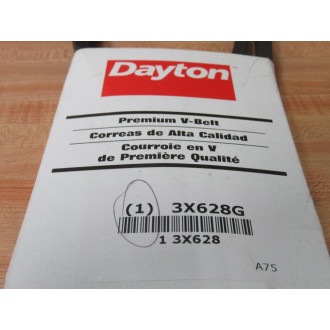 Dayton
Premium V-Belt
Correas de Alta Calidad
Courroie en V
de Première Qualité
(1) 3X628G
1 3X628
A75